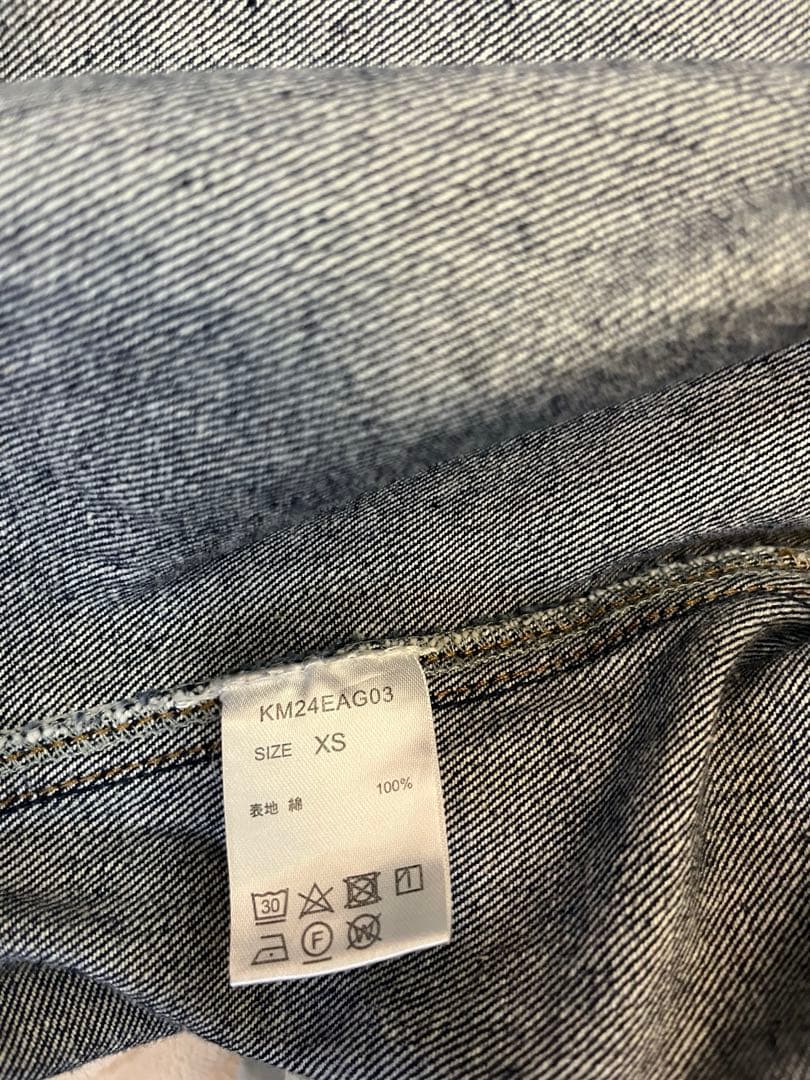 KM24EAG03
SIZE XS
100%
表地 綿
30
F W